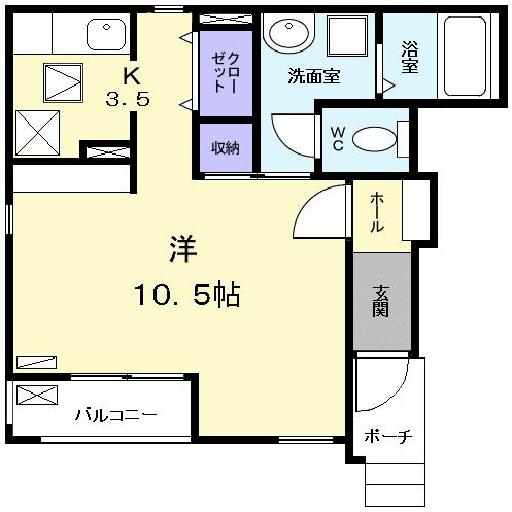 K
3.5
クロー
ゼット
洗面室
浴室
収納
WC
ホール
洋
10.5帖
玄関
バルコニー
ポーチ